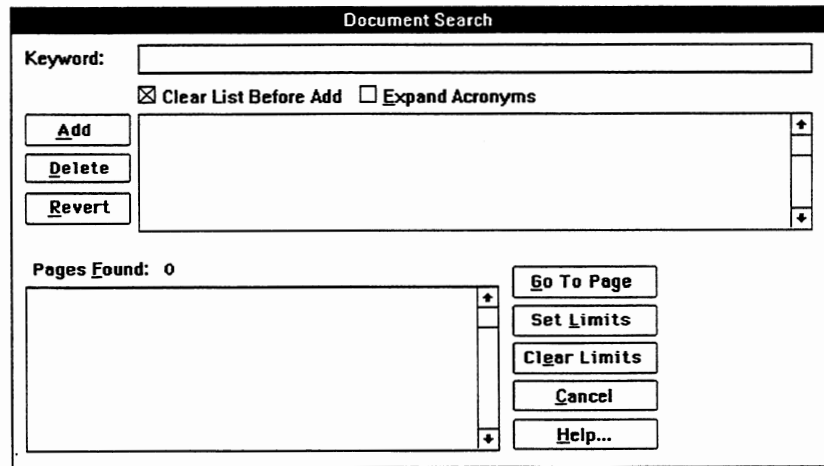 Document Search
Keyword:
Clear List Before Add Expand Acronyms
Add
Delete
Revert
Pages Found: 0
Go To Page
Set Limits
Clear Limits
Cancel
Help...